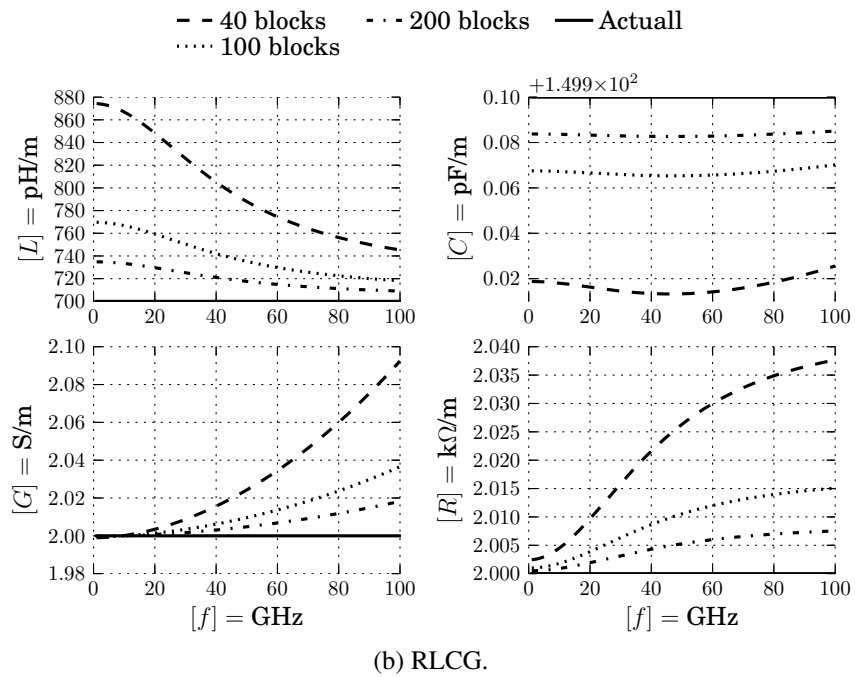 40 blocks 200 blocks Actuall
100 blocks
880
860
840
820
800
780
760
740
720
700
0 20 40 60 80 100
[L] = pH/m
+1.499×10²
0.10
0.08
0.06
0.04
0.02
0 20 40 60 80 100
[C] = pF/m
2.10
2.08
2.06
2.04
2.02
2.00
1.98
0 20 40 60 80 100
[G] = S/m
[f] = GHz
2.040
2.035
2.030
2.025
2.020
2.015
2.010
2.005
2.000
0 20 40 60 80 100
[R] = kΩ/m
[f] = GHz
(b) RLCG.